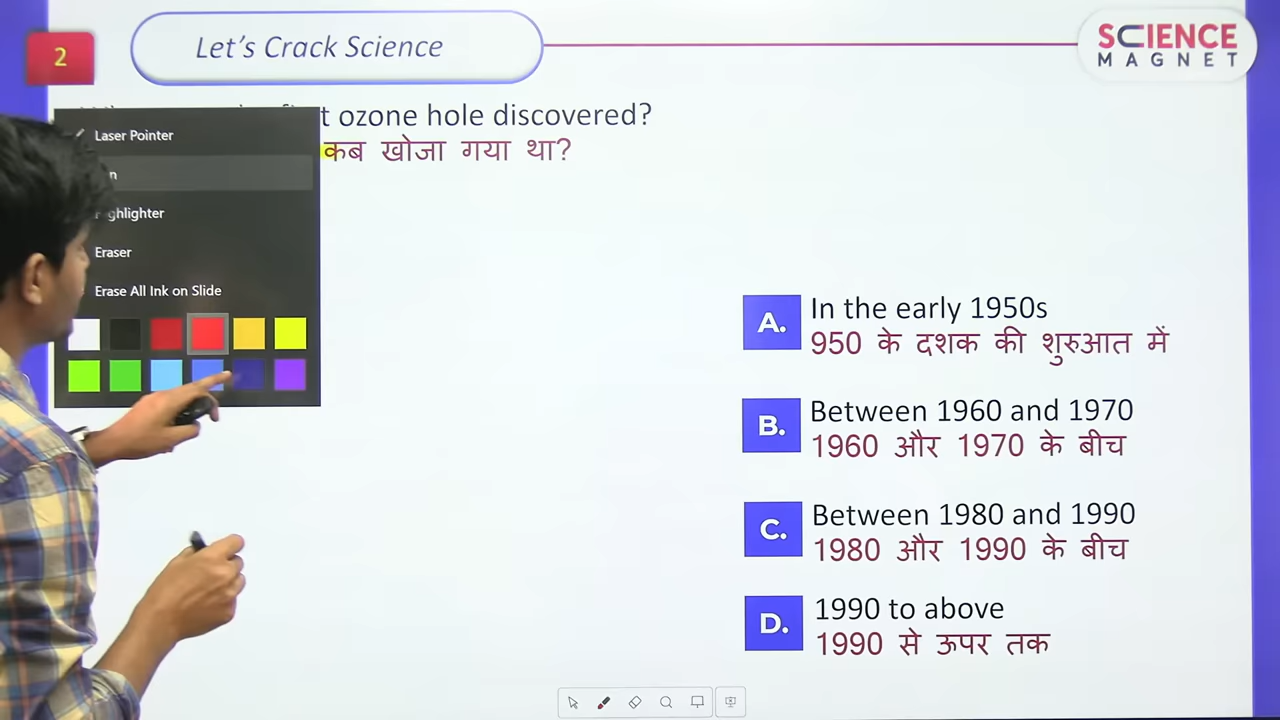 2
Let's Crack Science
SCIENCE
MAGNET
ozone hole discovered?
कब खोजा गया था?
Laser Pointer
Highlighter
Eraser
Erase All Ink on Slide
A.
In the early 1950s
950 के दशक की शुरुआत में
B.
Between 1960 and 1970
1960 और 1970 के बीच
C.
Between 1980 and 1990
1980 और 1990 के बीच
D.
1990 to above
1990 से ऊपर तक